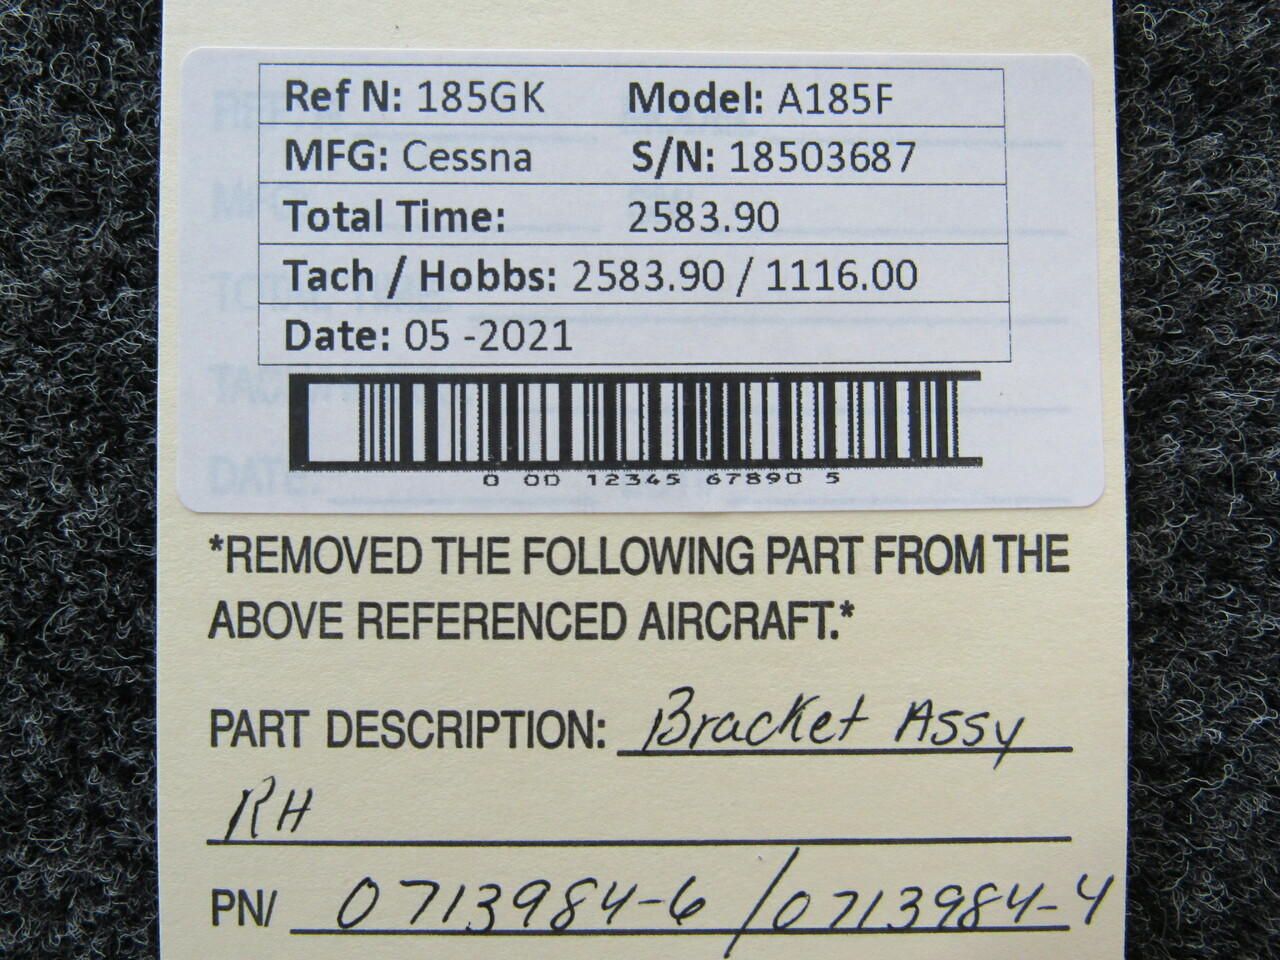 Ref N: 185GK Model: A185F
MFG: Cessna S/N: 18503687
Total Time: 2583.90
Tach / Hobbs: 2583.90 / 1116.00
Date: 05 -2021
0 00 12345 67890 5
*REMOVED THE FOLLOWING PART FROM THE
ABOVE REFERENCED AIRCRAFT.*
PART DESCRIPTION: Bracket Assy
RH
PN/ 0713984-6 / 0713984-4